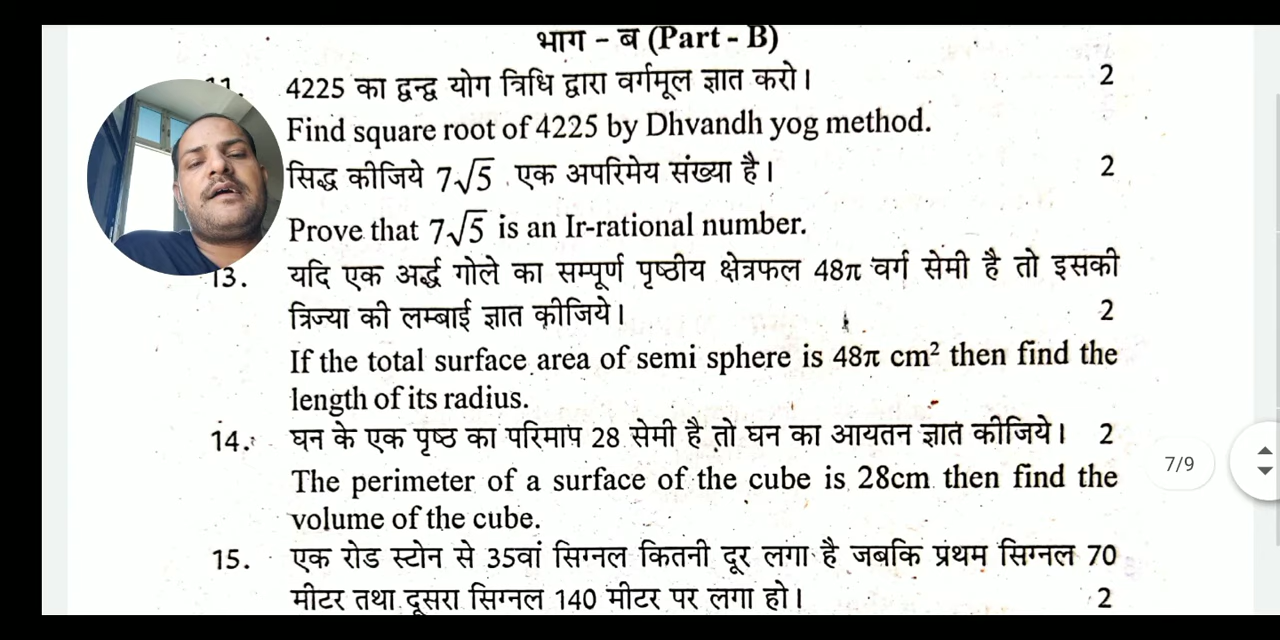 भाग - ब (Part - B)
11. 4225 का द्वन्द्व योग त्रिधि द्वारा वर्गमूल ज्ञात करो। 2
Find square root of 4225 by Dhvandh yog method.
सिद्ध कीजिये 7√5 एक अपरिमेय संख्या है। 2
Prove that 7√5 is an Ir-rational number.
13. यदि एक अर्द्ध गोले का सम्पूर्ण पृष्ठीय क्षेत्रफल 48π वर्ग सेमी है तो इसकी
त्रिज्या की लम्बाई ज्ञात कीजिये। 2
If the total surface area of semi sphere is 48π cm² then find the
length of its radius.
14. घन के एक पृष्ठ का परिमाप 28 सेमी है तो घन का आयतन ज्ञात कीजिये। 2
The perimeter of a surface of the cube is 28cm then find the
volume of the cube.
7/9
15. एक रोड स्टोन से 35वां सिग्नल कितनी दूर लगा है जबकि प्रथम सिग्नल 70
मीटर तथा दूसरा सिग्नल 140 मीटर पर लगा हो। 2